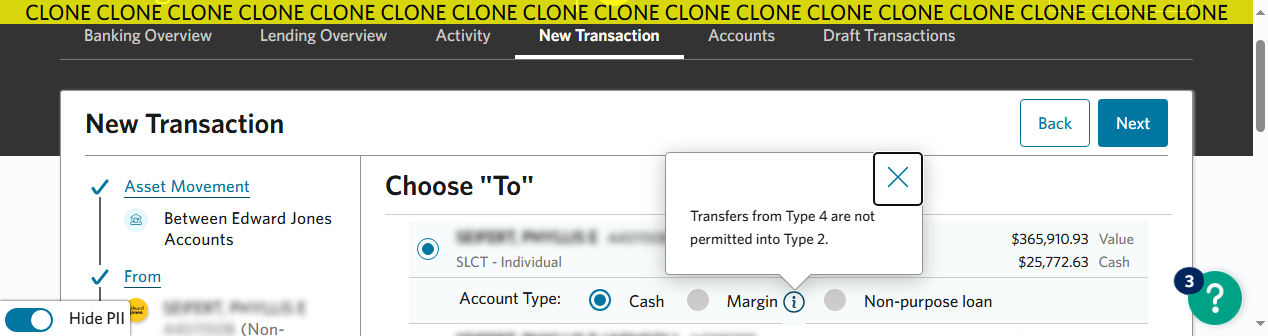 CLONE CLONE CLONE CLONE CLONE CLONE CLONE CLONE CLONE CLONE CLONE CLONE CLONE CLONE CLONE CLONE CLONE
Banking Overview Lending Overview Activity New Transaction Accounts Draft Transactions
New Transaction
Back Next
Asset Movement
Between Edward Jones
Accounts
From
(Non-
Hide PII
Choose "To"
Transfers from Type 4 are not
permitted into Type 2.
$365,910.93 Value
SLCT - Individual
$25,772.63 Cash
Account Type: Cash Margin i Non-purpose loan
3
?